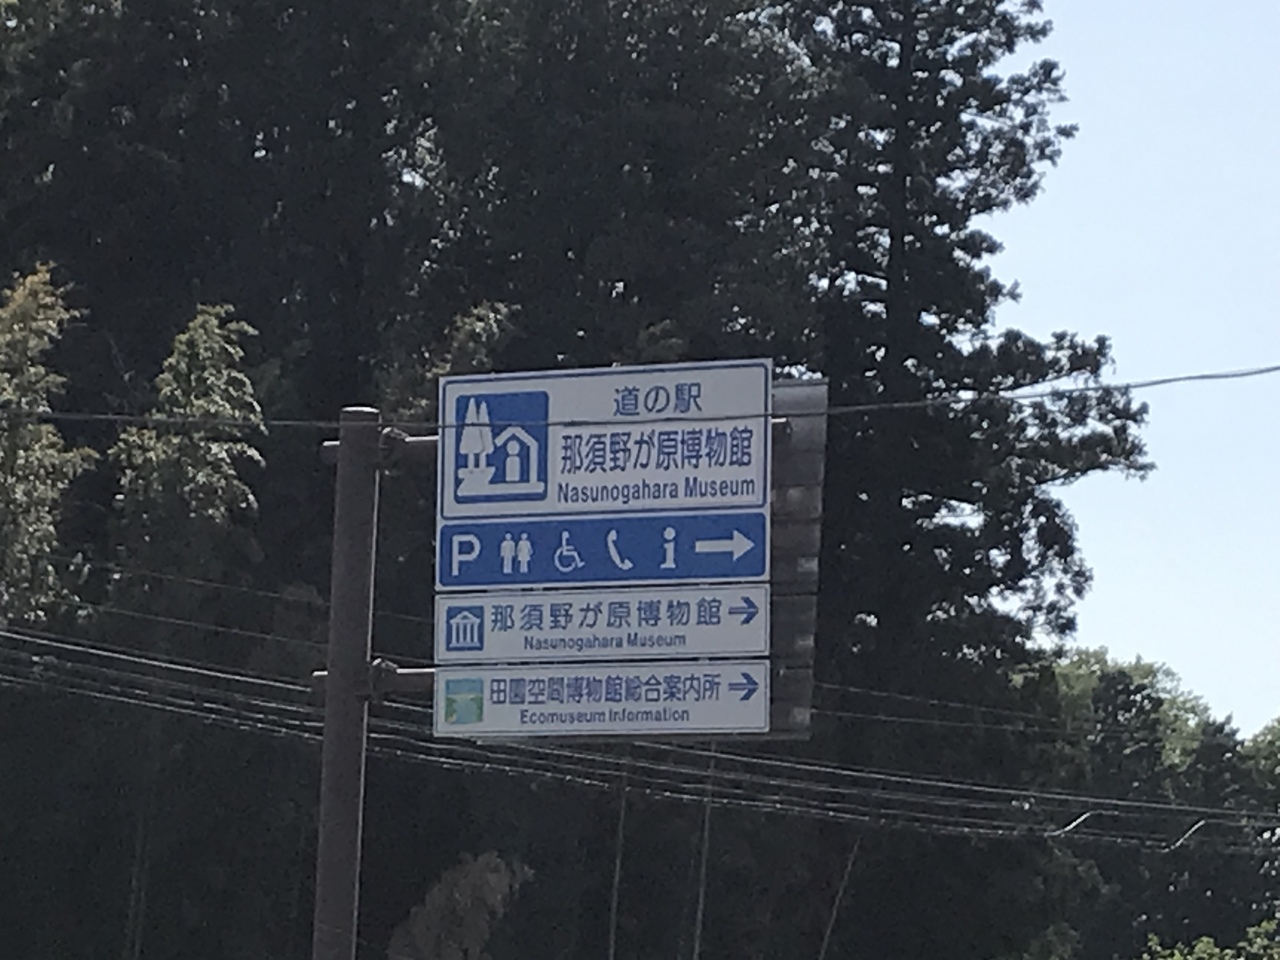 道の駅
那須野が原博物館
Nasunogahara Museum
P
那須野が原博物館
Nasunogahara Museum
田園空間博物館総合案内所
Ecomuseum Information